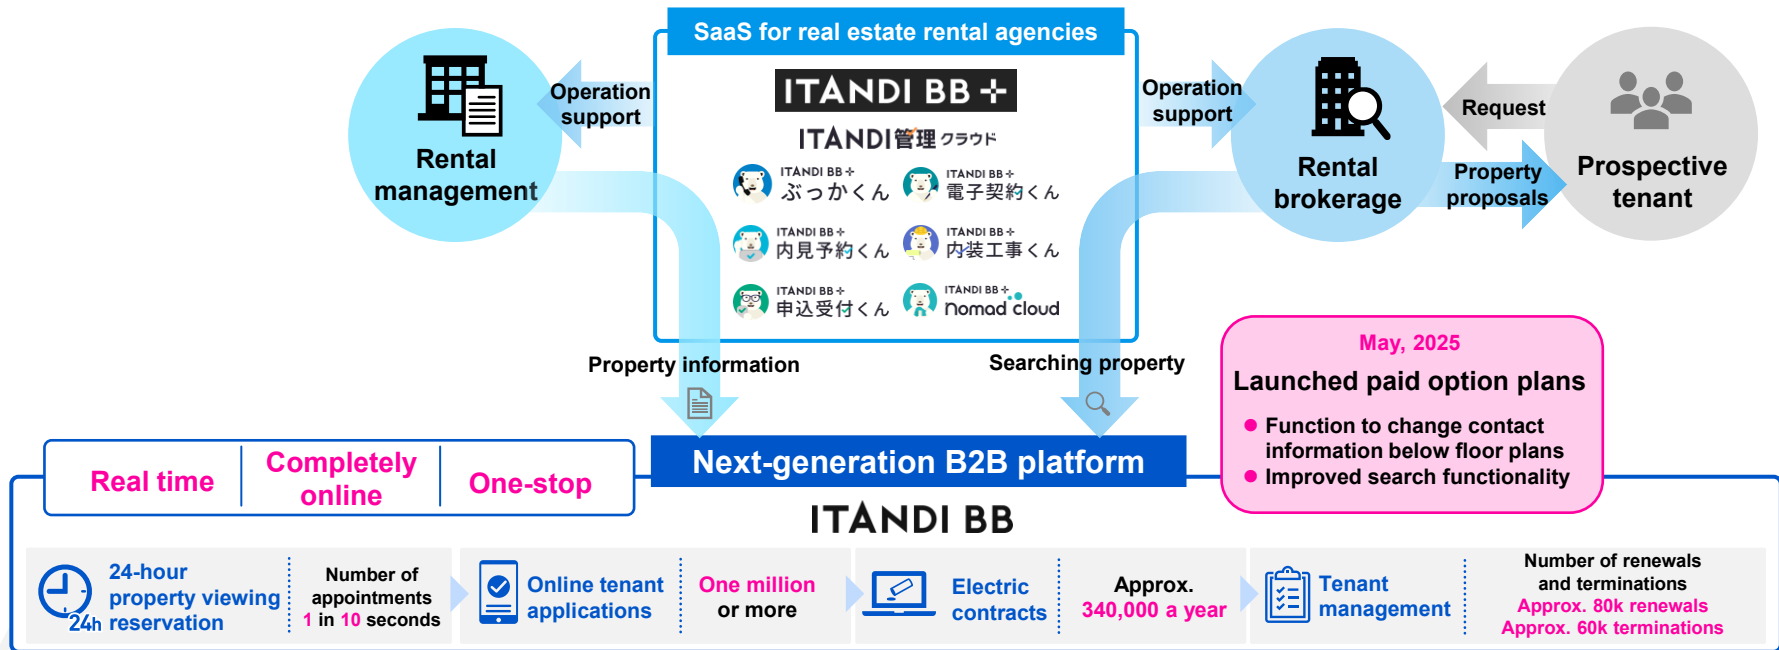 SaaS for real estate rental agencies
ITANDI BB +
ITANDI管理クラウド
ITANDI BB +
ぶっかくん
ITANDI BB +
電子契約くん
ITANDI BB +
内見予約くん
ITANDI BB +
内装工事くん
ITANDI BB +
申込受付くん
ITANDI BB +
nomad cloud
Rental
management
Operation
support
Operation
support
Rental
brokerage
Request
Property
proposals
Prospective
tenant
Property information
Searching property
May, 2025
Launched paid option plans
● Function to change contact
information below floor plans
● Improved search functionality
Real time
Completely
online
One-stop
Next-generation B2B platform
ITANDI BB
24h
24-hour
property viewing
reservation
Number of
appointments
1 in 10 seconds
Online tenant
applications
One million
or more
Electric
contracts
Approx.
340,000 a year
Tenant
management
Number of renewals
and terminations
Approx. 80k renewals
Approx. 60k terminations